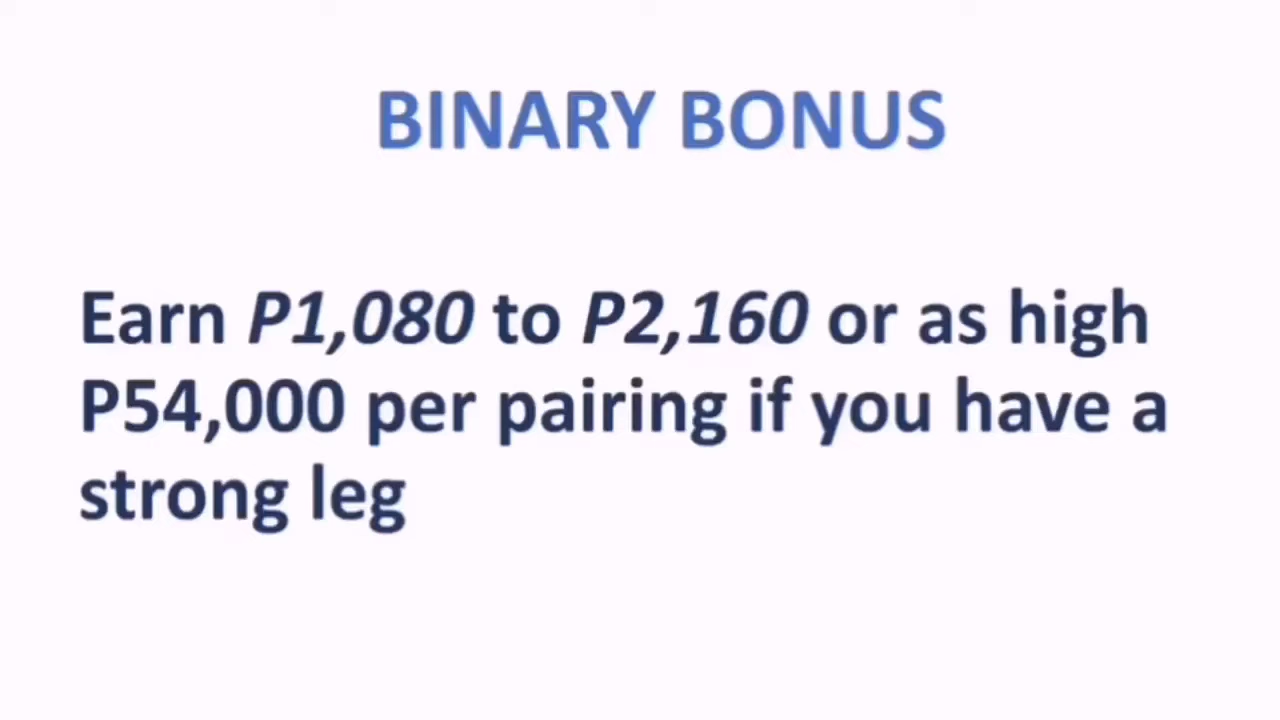 BINARY BONUS
Earn P1,080 to P2,160 or as high
P54,000 per pairing if you have a
strong leg